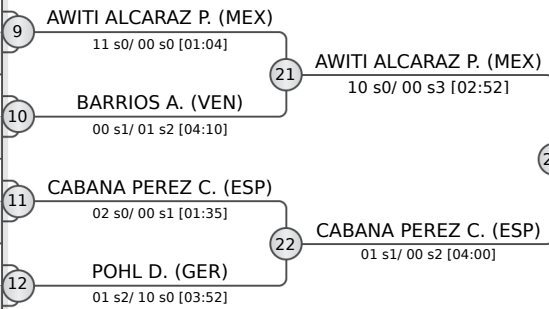 9
AWITI ALCARAZ P. (MEX)
11 s0/ 00 s0 [01:04]
21
AWITI ALCARAZ P. (MEX)
10 s0/ 00 s3 [02:52]
10
BARRIOS A. (VEN)
00 s1/ 01 s2 [04:10]
11
CABANA PEREZ C. (ESP)
02 s0/ 00 s1 [01:35]
22
CABANA PEREZ C. (ESP)
01 s1/ 00 s2 [04:00]
12
POHL D. (GER)
01 s2/ 10 s0 [03:52]